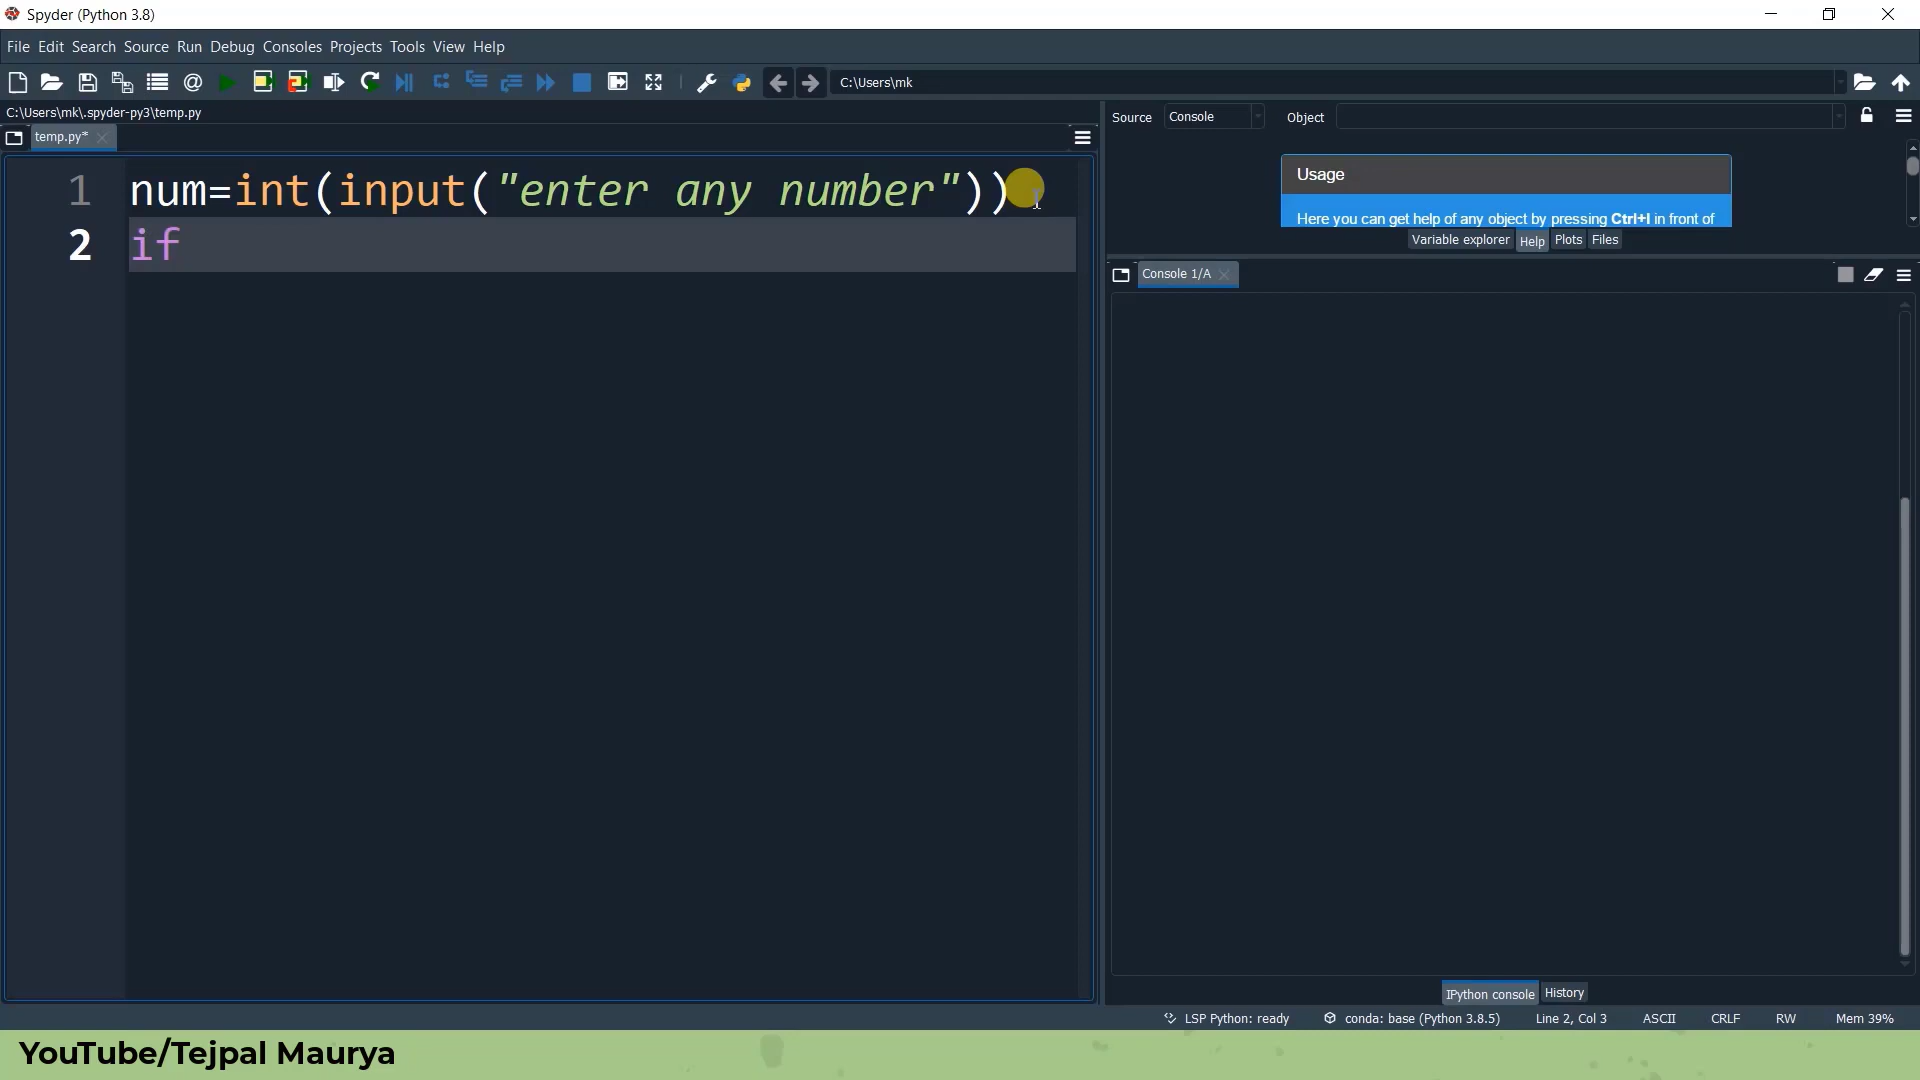 Spyder (Python 3.8)
File Edit Search Source Run Debug Consoles Projects Tools View Help
C:\Users\mk
C:\Users\mk\.spyder-py3\temp.py
temp.py*
1 num=int(input("enter any number"))
2 if
Source Console Object
Usage
Here you can get help of any object by pressing Ctrl+I in front of
Variable explorer Help Plots Files
Console 1/A
IPython console History
LSP Python: ready conda: base (Python 3.8.5) Line 2, Col 3 ASCII CRLF RW Mem 39%
YouTube/Tejpal Maurya